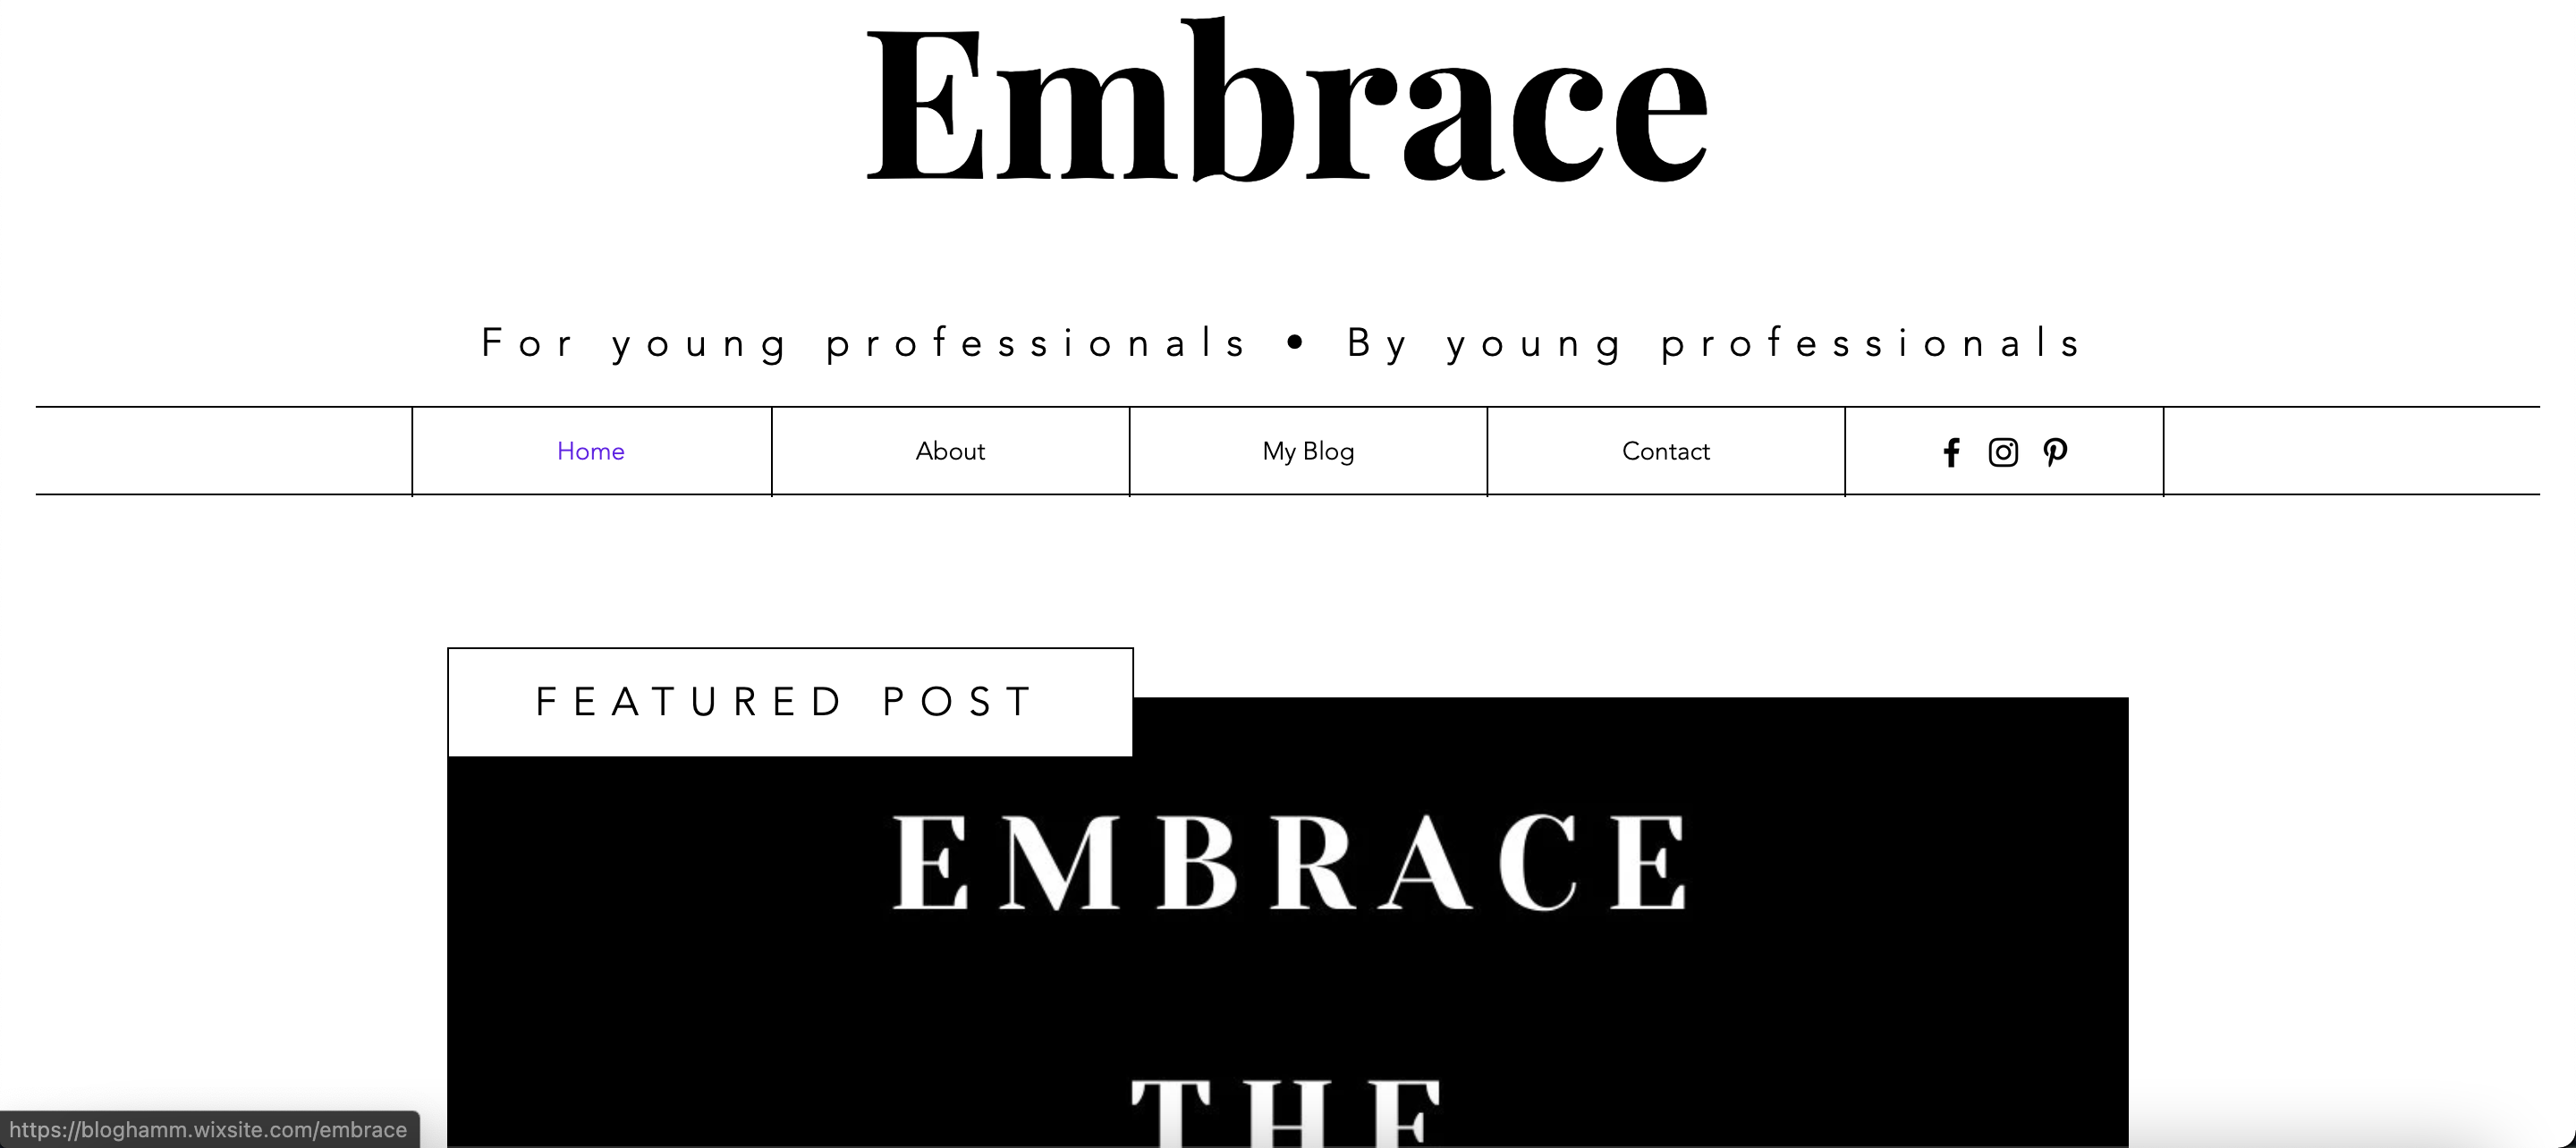 Embrace
For young professionals • By young professionals
Home About My Blog Contact
FEATURED POST
EMBRACE
THE
https://bloghamm.wixsite.com/embrace